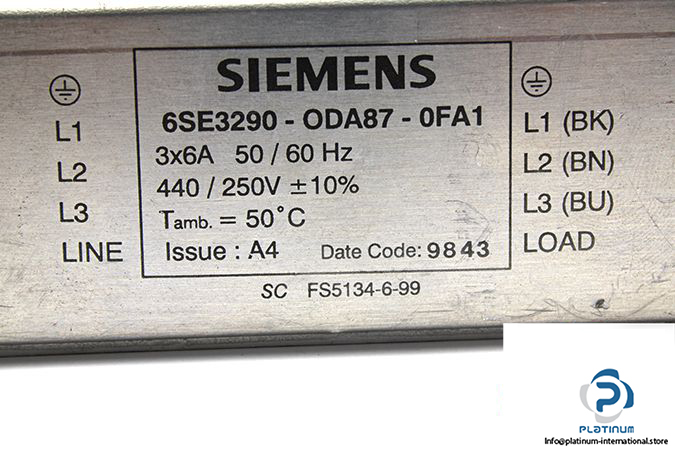 SIEMENS
6SE3290 - ODA87 - 0FA1
3x6A 50 / 60 Hz
440 / 250V ±10%
Tamb. = 50°C
Issue : A4 Date Code: 9843
L1
L2
L3
LINE
L1 (BK)
L2 (BN)
L3 (BU)
LOAD
SC FS5134-6-99
PLATINUM
Info@platinum-international.store